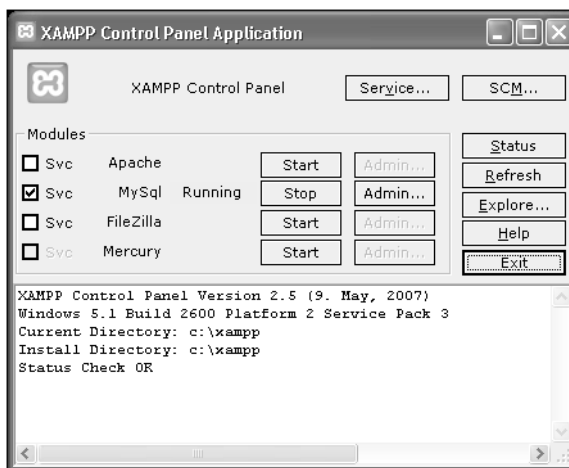 XAMPP Control Panel Application
XAMPP Control Panel Service... SCM...
Modules
Svc Apache Start Admin...
Svc MySql Running Stop Admin...
Svc FileZilla Start Admin...
Svc Mercury Start Admin...
Status
Refresh
Explore...
Help
Exit
XAMPP Control Panel Version 2.5 (9. May, 2007)
Windows 5.1 Build 2600 Platform 2 Service Pack 3
Current Directory: c:\xampp
Install Directory: c:\xampp
Status Check OK